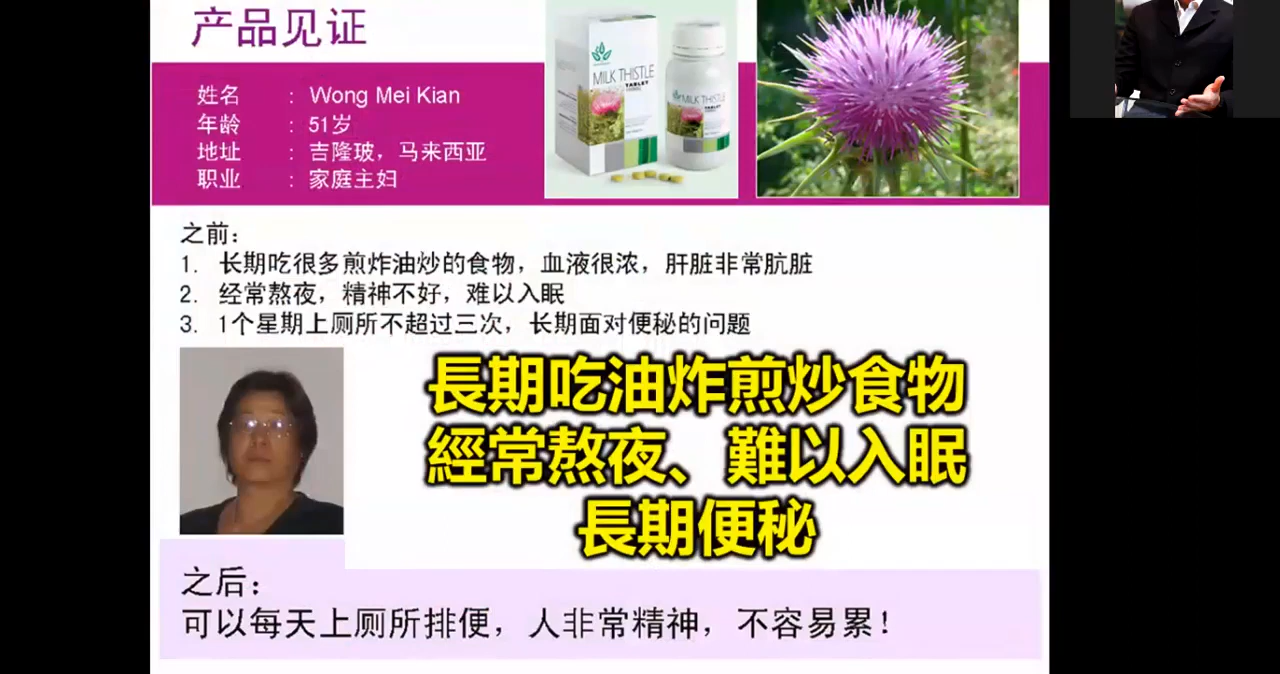 产品见证
姓名 : Wong Mei Kian
年龄 : 51岁
地址 : 吉隆玻，马来西亚
职业 : 家庭主妇
MILK THISTLE
TABLET
MILK THISTLE
之前：
1. 长期吃很多煎炸油炒的食物，血液很浓，肝脏非常肮脏
2. 经常熬夜，精神不好，难以入眠
3. 1个星期上厕所不超过三次，长期面对便秘的问题
長期吃油炸煎炒食物
經常熬夜、難以入眠
長期便秘
之后：
可以每天上厕所排便，人非常精神，不容易累！